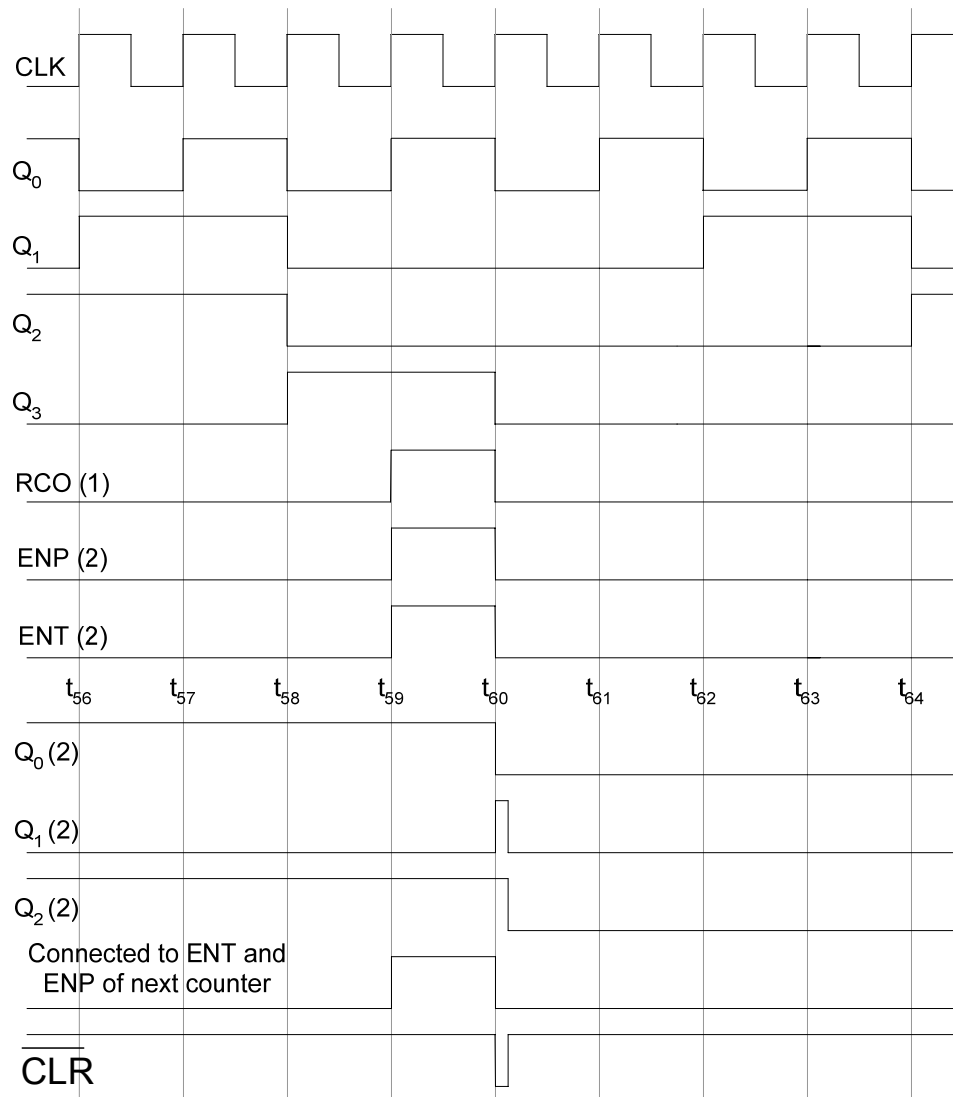 CLK
Q0
Q1
Q2
Q3
RCO (1)
ENP (2)
ENT (2)
t56 t57 t58 t59 t60 t61 t62 t63 t64
Q0 (2)
Q1 (2)
Q2 (2)
Connected to ENT and
ENP of next counter
CLR